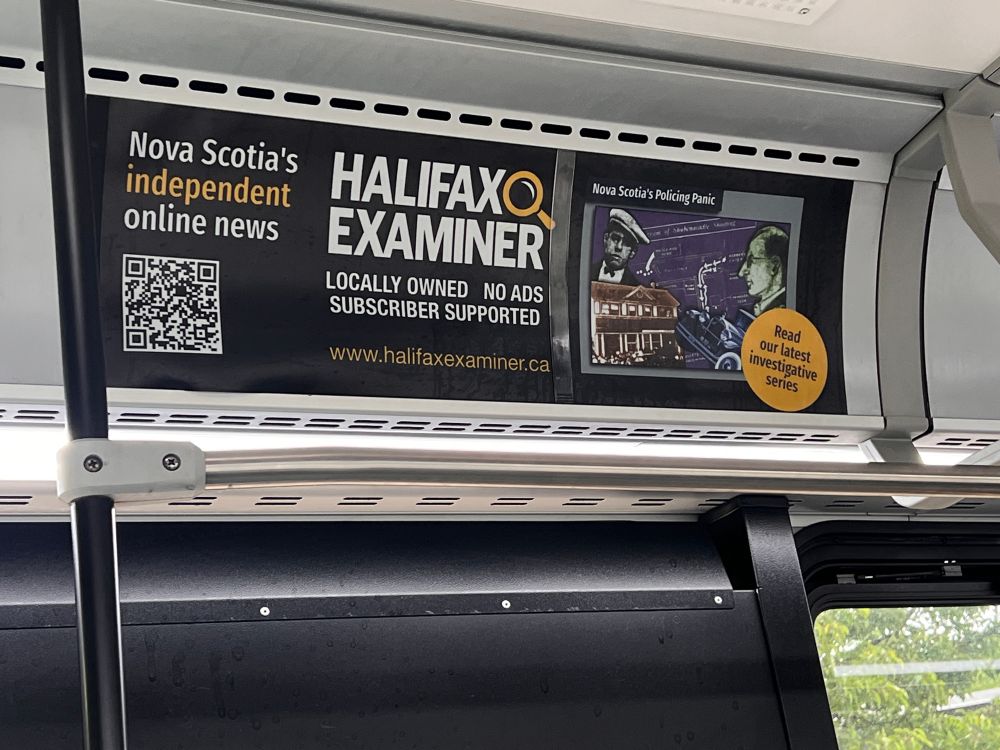 Nova Scotia's
independent
online news
HALIFAX
EXAMINER
LOCALLY OWNED NO ADS
SUBSCRIBER SUPPORTED
www.halifaxexaminer.ca
Nova Scotia's Policing Panic
Read
our latest
investigative
series